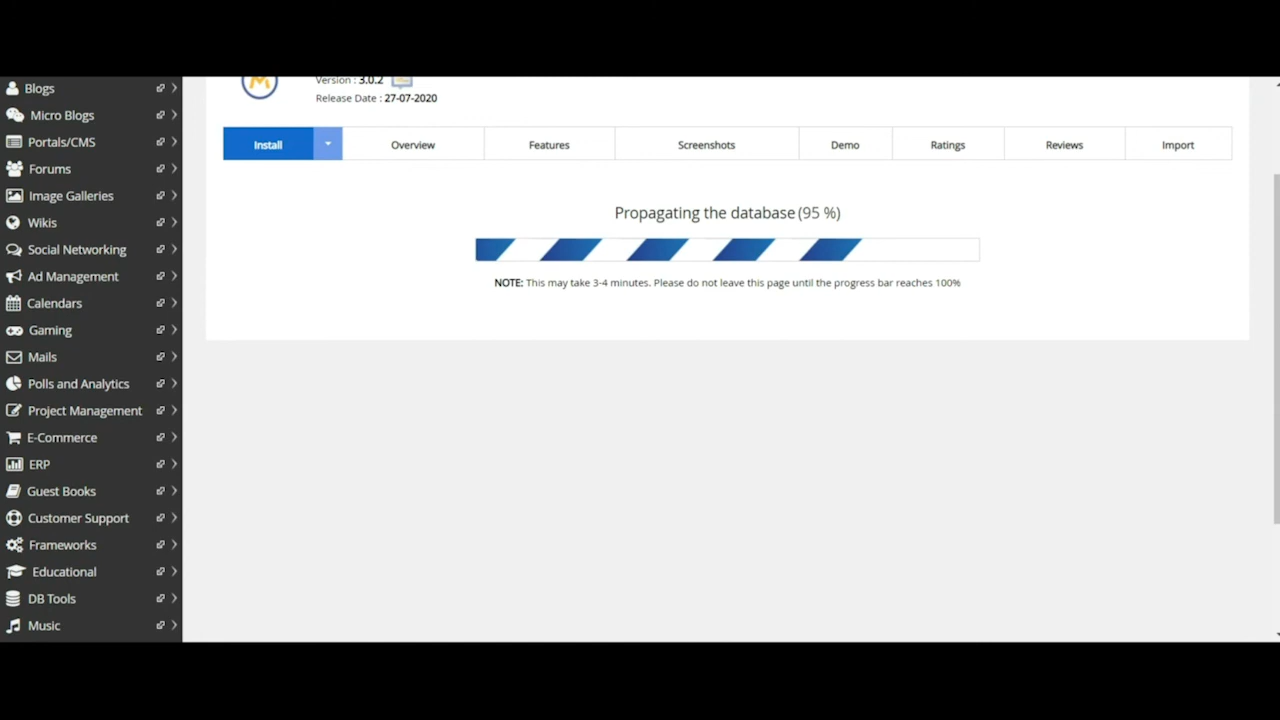 Version : 3.0.2
Release Date : 27-07-2020
Install
Overview
Features
Screenshots
Demo
Ratings
Reviews
Import
Propagating the database (95 %)
NOTE: This may take 3-4 minutes. Please do not leave this page until the progress bar reaches 100%
Blogs
Micro Blogs
Portals/CMS
Forums
Image Galleries
Wikis
Social Networking
Ad Management
Calendars
Gaming
Mails
Polls and Analytics
Project Management
E-Commerce
ERP
Guest Books
Customer Support
Frameworks
Educational
DB Tools
Music